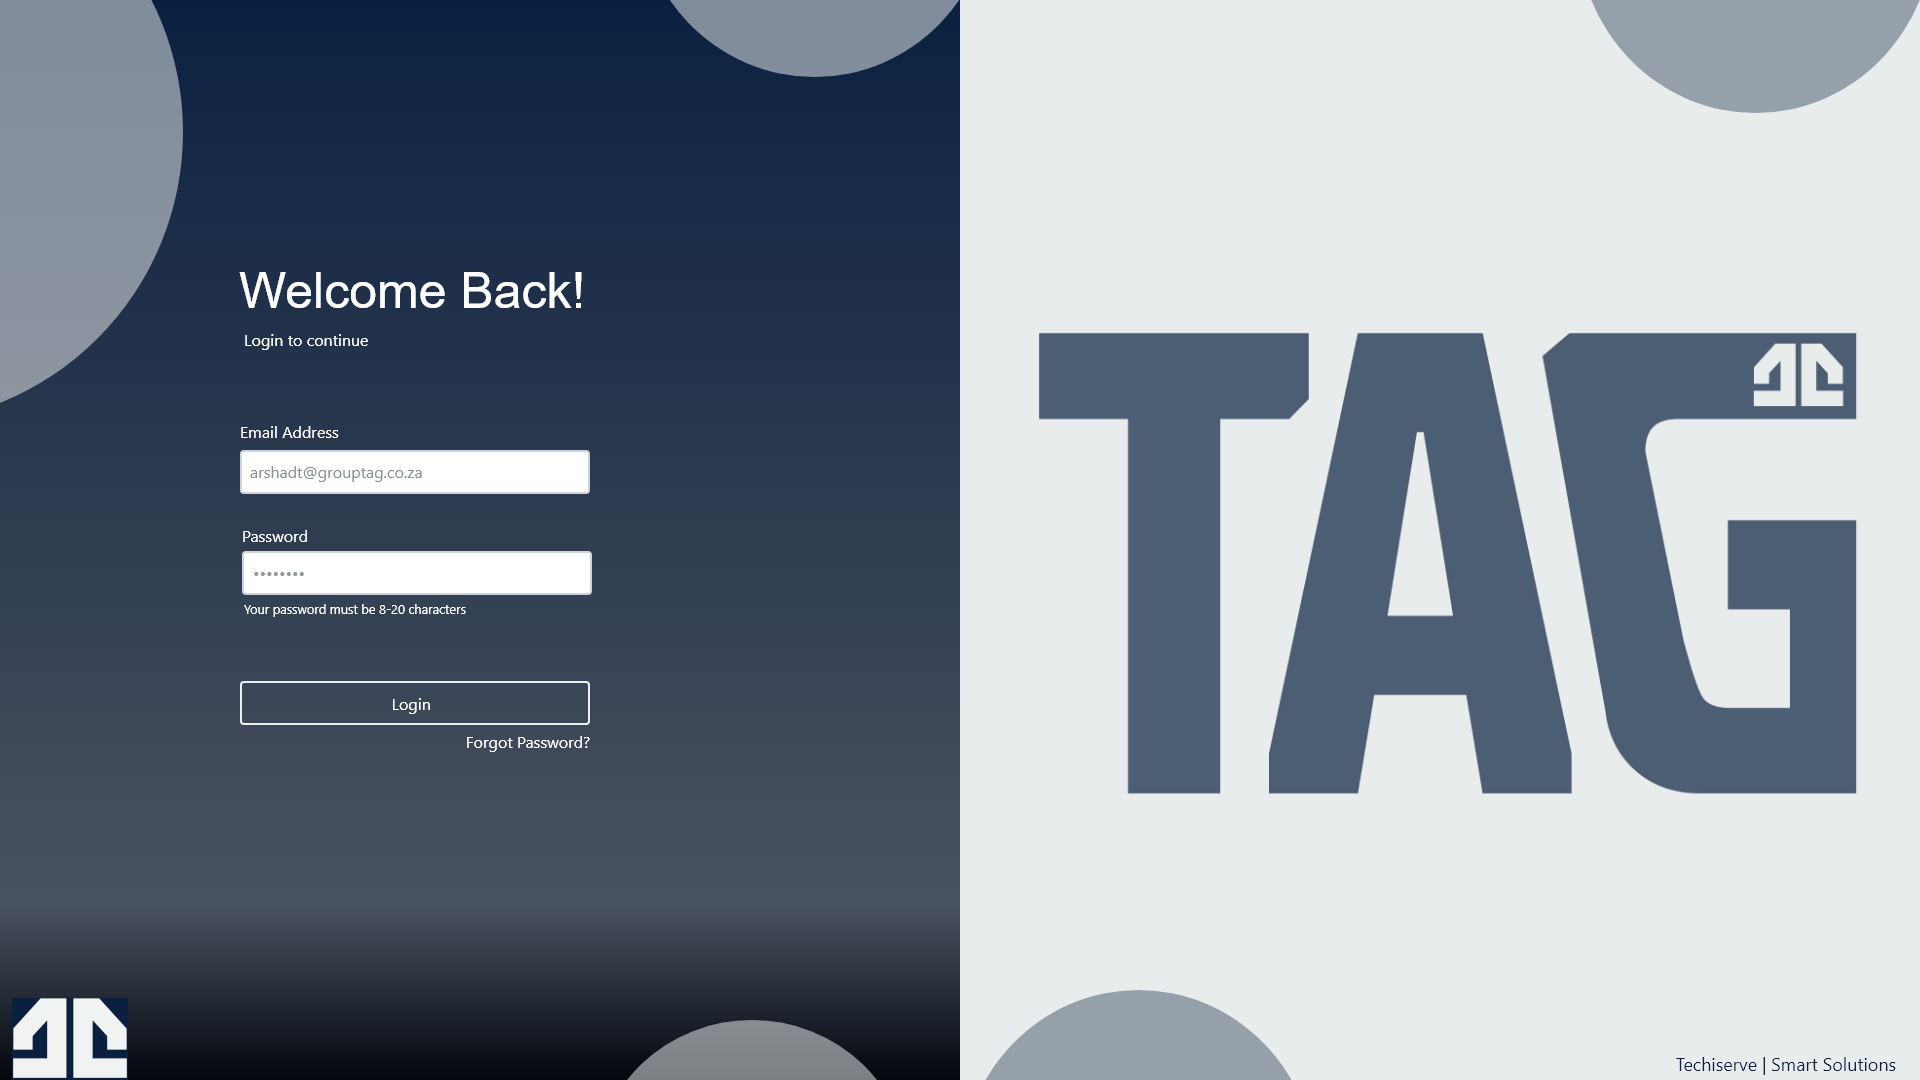 Welcome Back!
Login to continue
Email Address
arshadt@grouptag.co.za
Password
••••••••
Your password must be 8-20 characters
Login
Forgot Password?
TAG
Techiserve | Smart Solutions